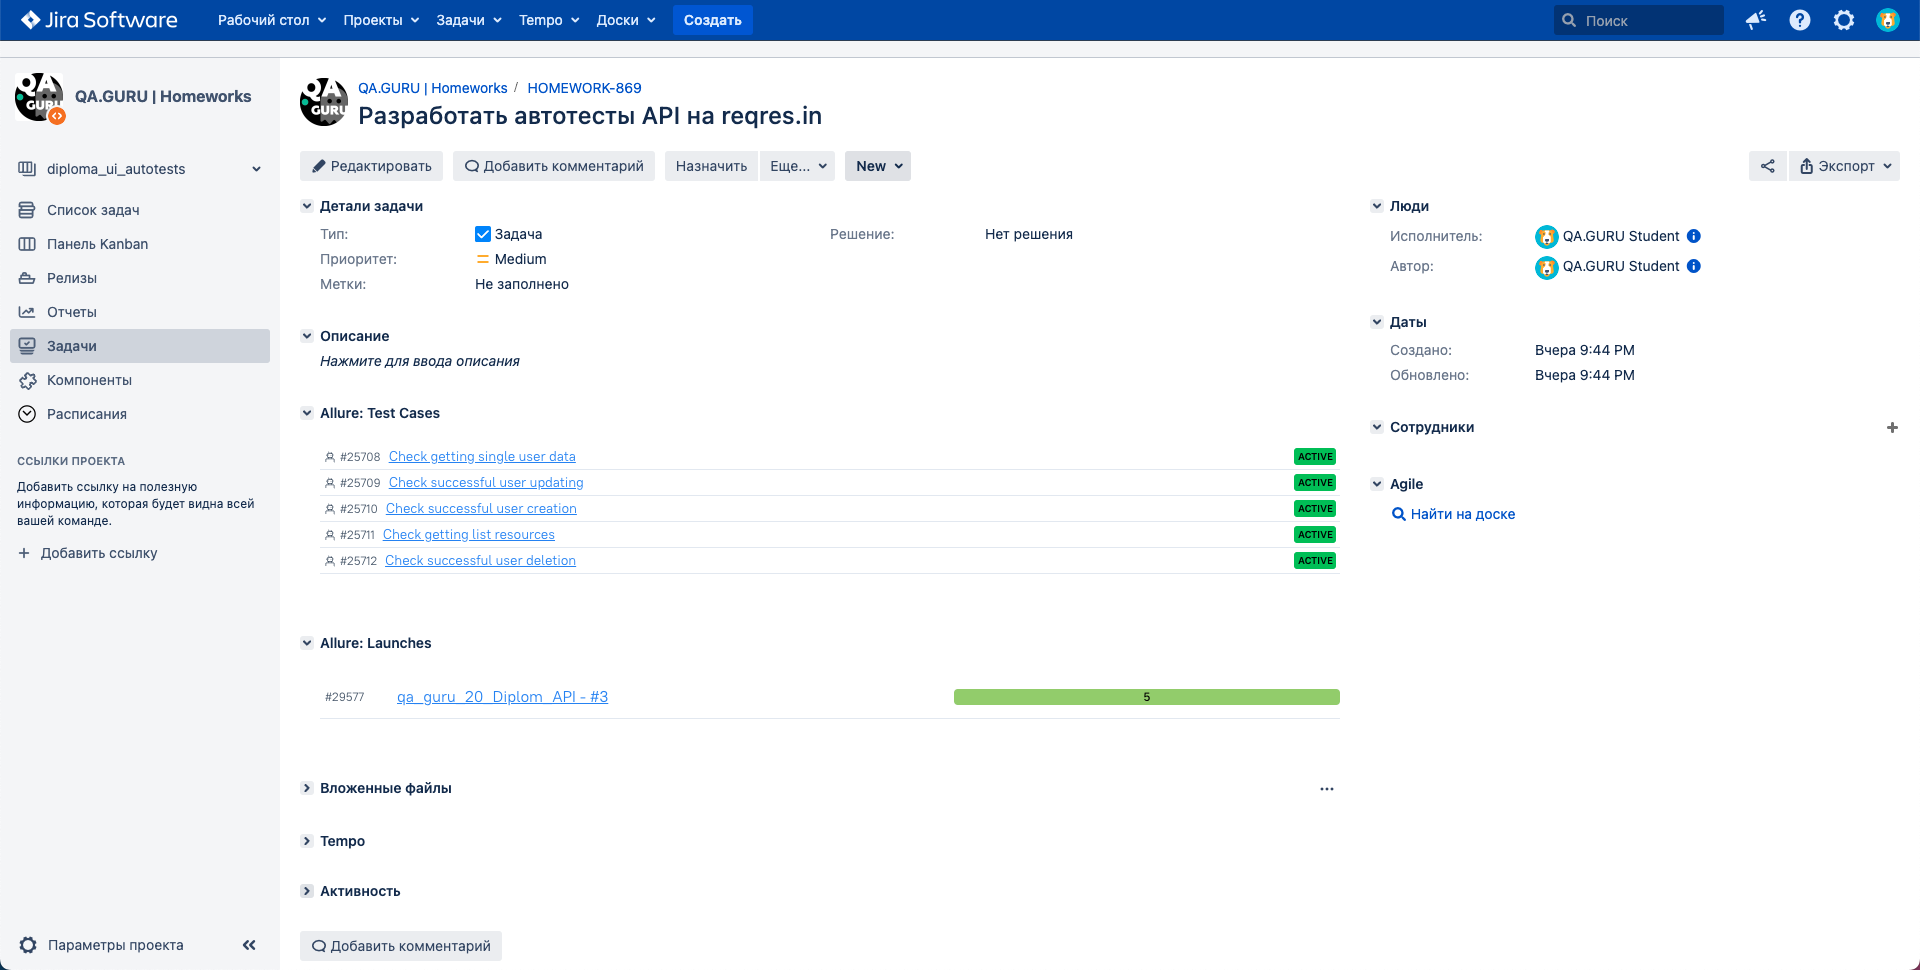 Jira Software
Рабочий стол
Проекты
Задачи
Tempo
Доски
Создать
Поиск
QA GURU
QA.GURU | Homeworks
diploma_ui_autotests
Список задач
Панель Kanban
Релизы
Отчеты
Задачи
Компоненты
Расписания
ССЫЛКИ ПРОЕКТА
Добавить ссылку на полезную
информацию, которая будет видна всей
вашей команде.
Добавить ссылку
Параметры проекта
QA GURU
QA.GURU | Homeworks / HOMEWORK-869
Разработать автотесты API на reqres.in
Редактировать
Добавить комментарий
Назначить
Еще...
New
Экспорт
Детали задачи
Тип: Задача
Решение: Нет решения
Приоритет: Medium
Метки: Не заполнено
Описание
Нажмите для ввода описания
Allure: Test Cases
#25708 Check getting single user data ACTIVE
#25709 Check successful user updating ACTIVE
#25710 Check successful user creation ACTIVE
#25711 Check getting list resources ACTIVE
#25712 Check successful user deletion ACTIVE
Allure: Launches
#29577 qa_guru_20_Diplom_API - #3 5
Вложенные файлы
Tempo
Активность
Добавить комментарий
Люди
Исполнитель: QA.GURU Student
Автор: QA.GURU Student
Даты
Создано: Вчера 9:44 PM
Обновлено: Вчера 9:44 PM
Сотрудники
Agile
Найти на доске